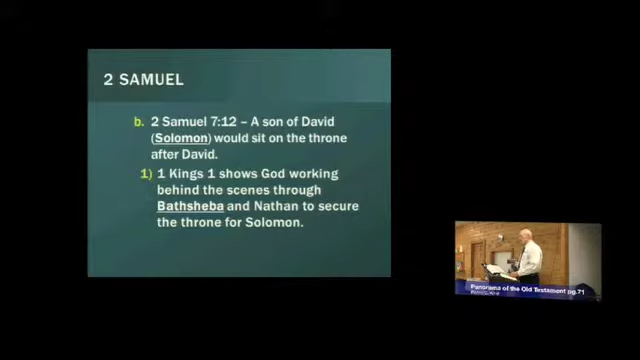 2 SAMUEL
b. 2 Samuel 7:12 – A son of David
(Solomon) would sit on the throne
after David.
1) 1 Kings 1 shows God working
behind the scenes through
Bathsheba and Nathan to secure
the throne for Solomon.
Panorama of the Old Testament pg.71